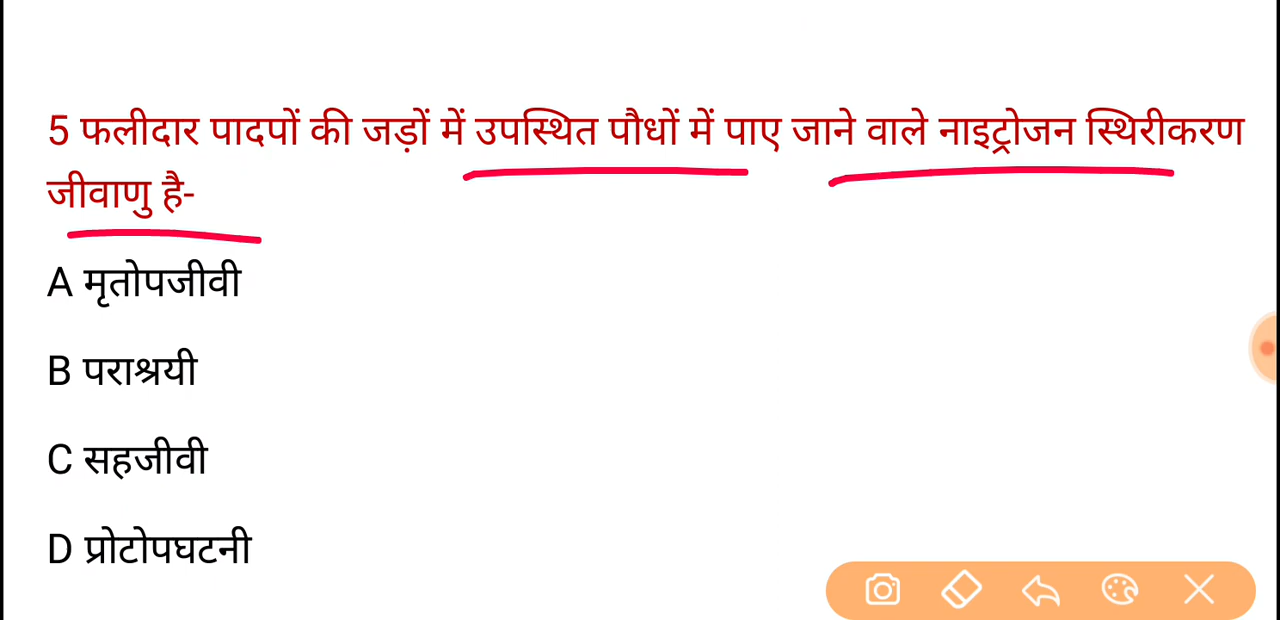 5 फलीदार पादपों की जड़ों में उपस्थित पौधों में पाए जाने वाले नाइट्रोजन स्थिरीकरण
जीवाणु है-
A मृतोपजीवी
B पराश्रयी
C सहजीवी
D प्रोटोपघटनी